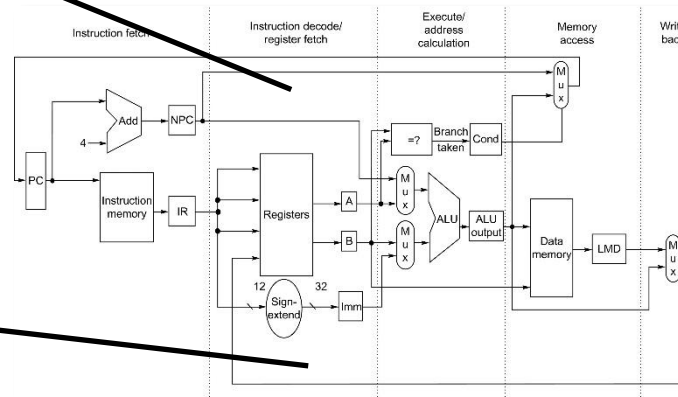 Instruction fetch
Instruction decode/
register fetch
Execute/
address
calculation
Memory
access
M
u
x
Add
NPC
4
=?
Branch
taken
Cond
PC
Instruction
memory
IR
Registers
A
B
M
u
x
M
u
x
ALU
ALU
output
Data
memory
LMD
M
u
x
12
32
Sign-
extend
Imm